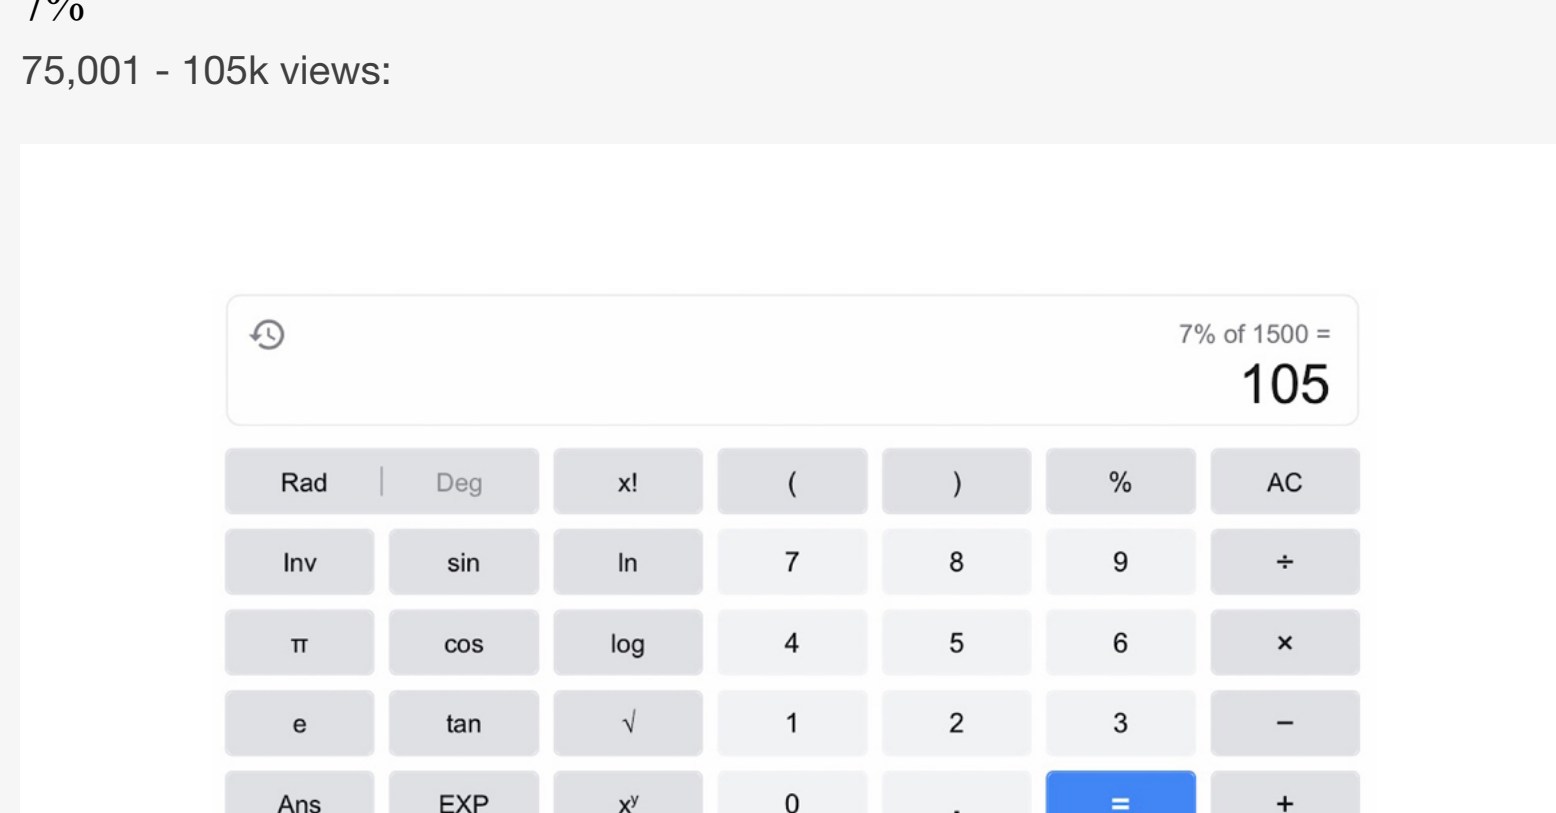 7%
75,001 - 105k views:
7% of 1500 =
105
Rad | Deg x! ( ) % AC
Inv sin ln 7 8 9 ÷
π cos log 4 5 6 ×
e tan √ 1 2 3 −
Ans EXP xʸ 0 . = +